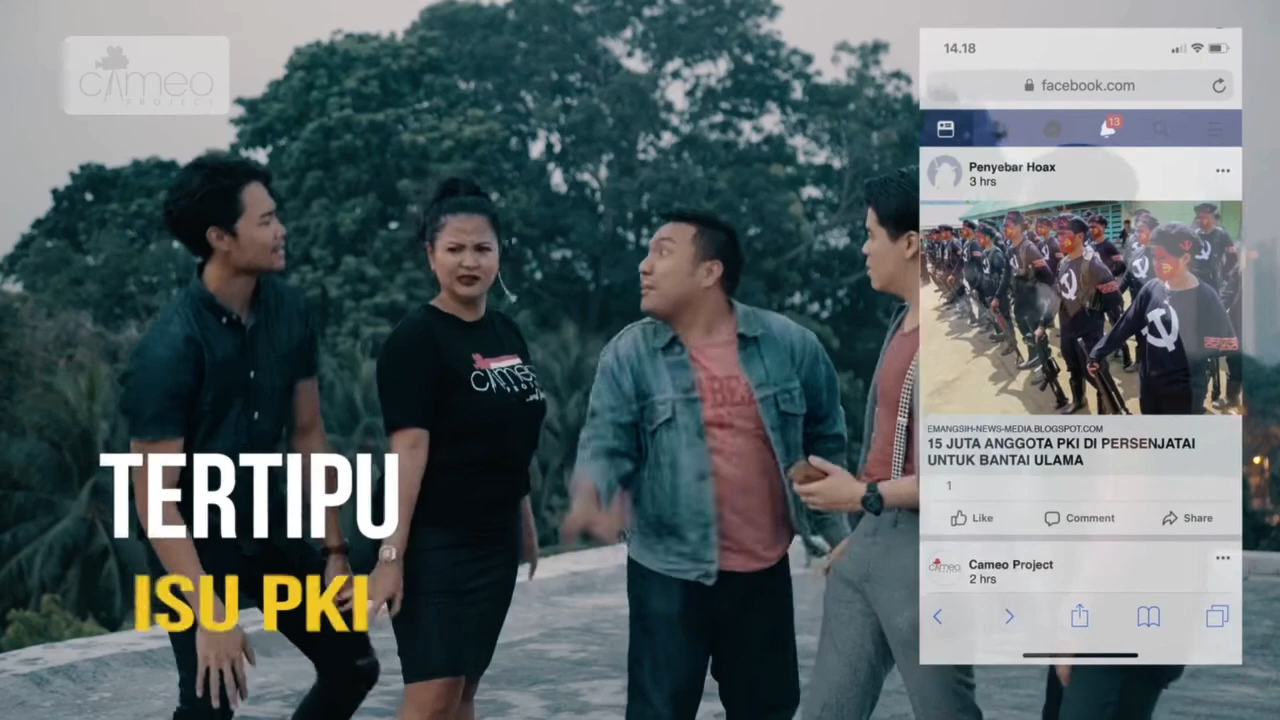 CAMEO
PROJECT
TERTIPU
ISU PKI
CAMEO
14.18
facebook.com
13
Penyebar Hoax
3 hrs
EMANGSIH-NEWS-MEDIA.BLOGSPOT.COM
15 JUTA ANGGOTA PKI DI PERSENJATAI
UNTUK BANTAI ULAMA
1
Like Comment Share
Cameo Project
2 hrs